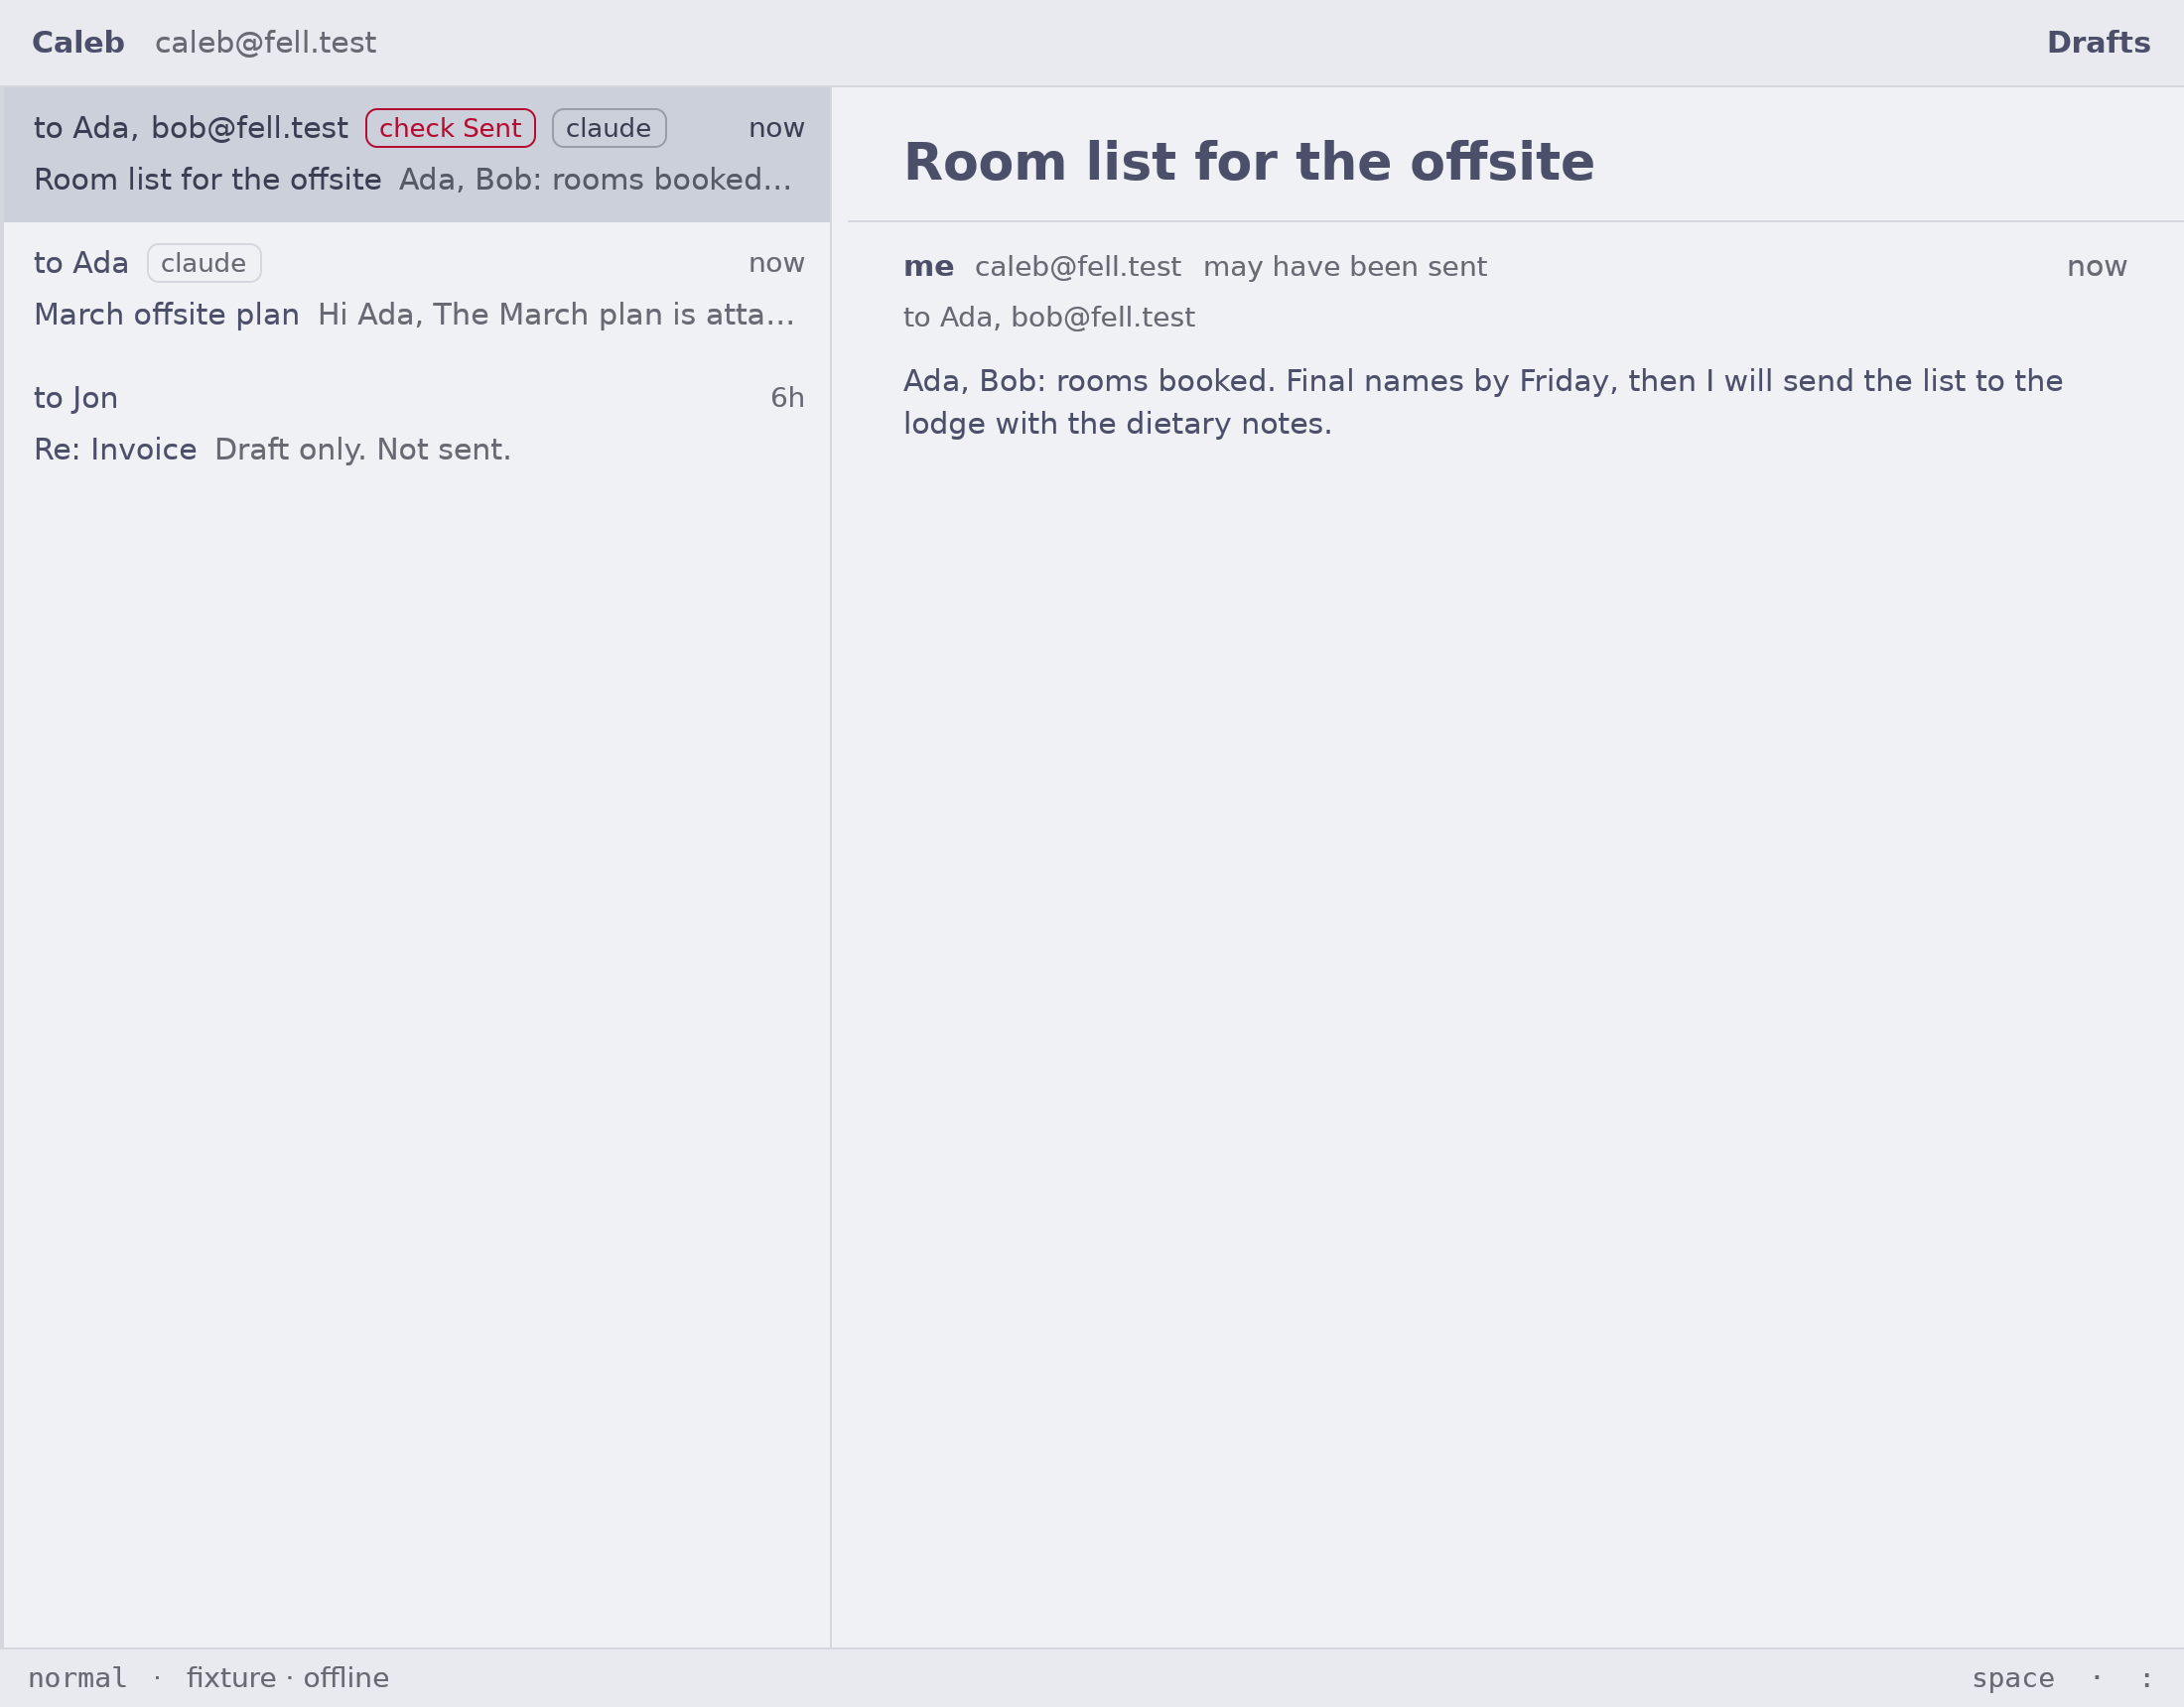 Caleb caleb@fell.test Drafts
to Ada, bob@fell.test check Sent claude now
Room list for the offsite Ada, Bob: rooms booked…
to Ada claude now
March offsite plan Hi Ada, The March plan is atta…
to Jon 6h
Re: Invoice Draft only. Not sent.
Room list for the offsite
me caleb@fell.test may have been sent now
to Ada, bob@fell.test
Ada, Bob: rooms booked. Final names by Friday, then I will send the list to the
lodge with the dietary notes.
normal · fixture · offline space · :